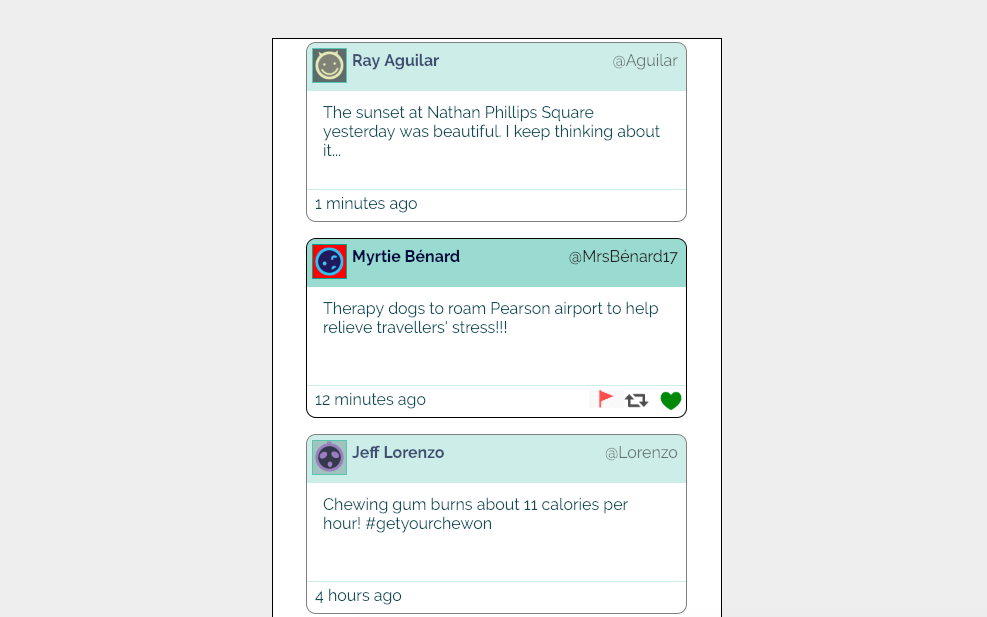 Ray Aguilar @Aguilar
The sunset at Nathan Phillips Square
yesterday was beautiful. I keep thinking about
it...
1 minutes ago
Myrtie Bénard @MrsBénard17
Therapy dogs to roam Pearson airport to help
relieve travellers' stress!!!
12 minutes ago
Jeff Lorenzo @Lorenzo
Chewing gum burns about 11 calories per
hour! #getyourchewon
4 hours ago